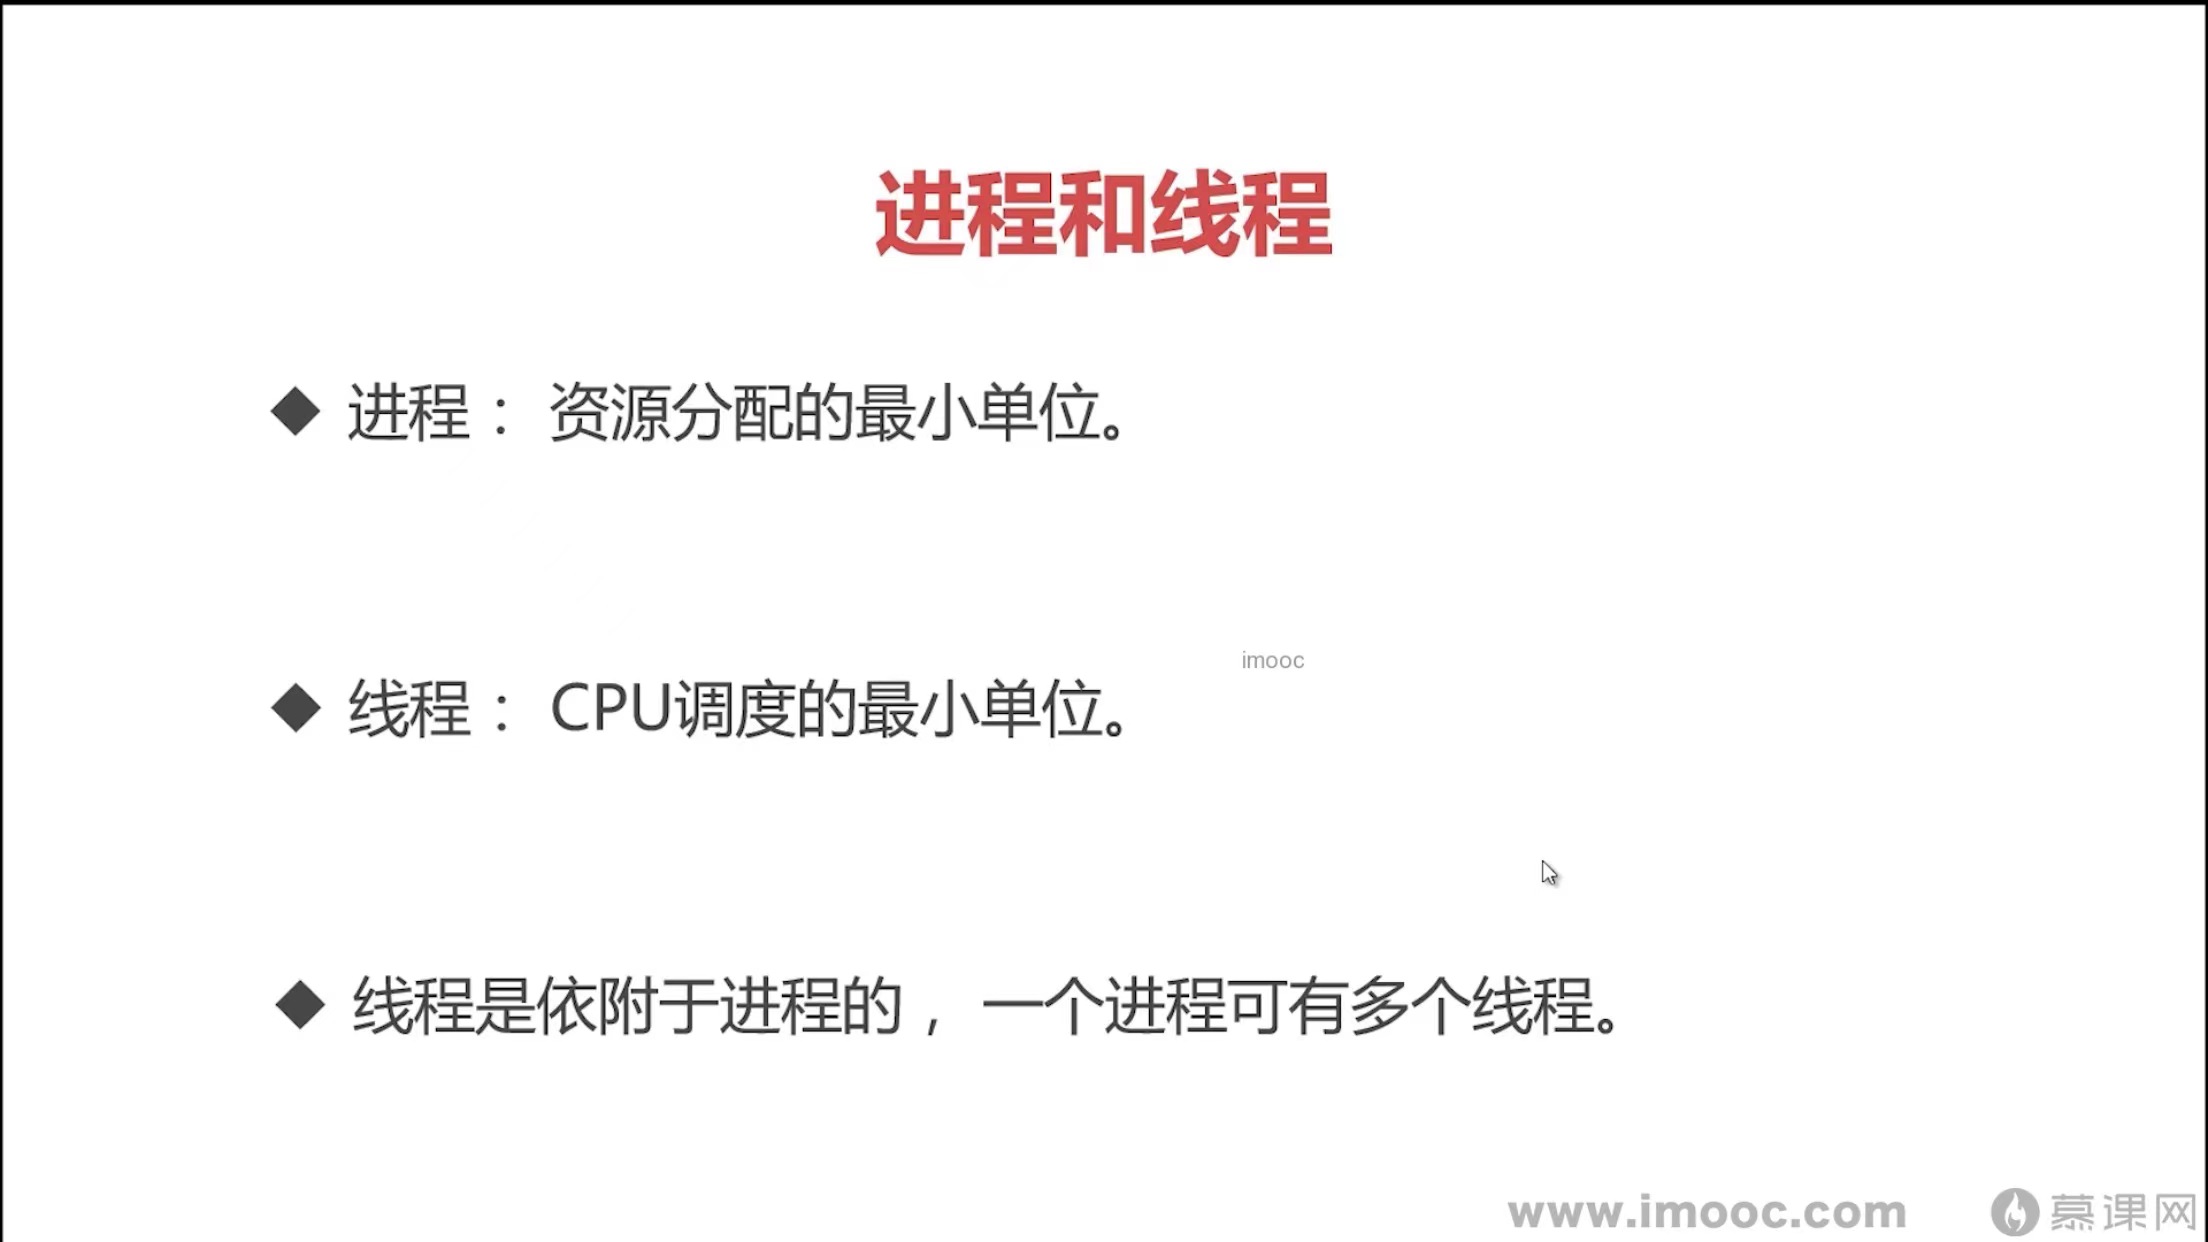 进程和线程
◆ 进程： 资源分配的最小单位。
imooc
◆ 线程： CPU调度的最小单位。
◆ 线程是依附于进程的， 一个进程可有多个线程。
www.imooc.com 慕课网